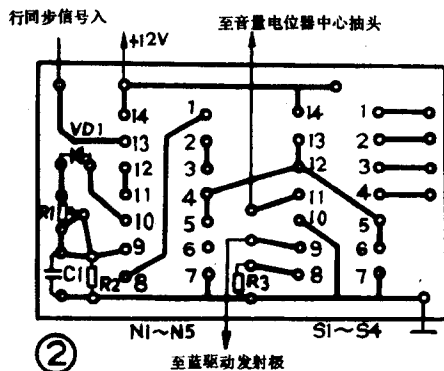 行同步信号入
+12V
至音量电位器中心抽头
14 1 14 1
VD1 13 2 13 2
12 3 12 3
11 4 11 4
R1 10 5 10 5
9 6 9 6
C1 R2 8 7 R3 8 7
N1~N5 S1~S4
② 至蓝驱动发射极